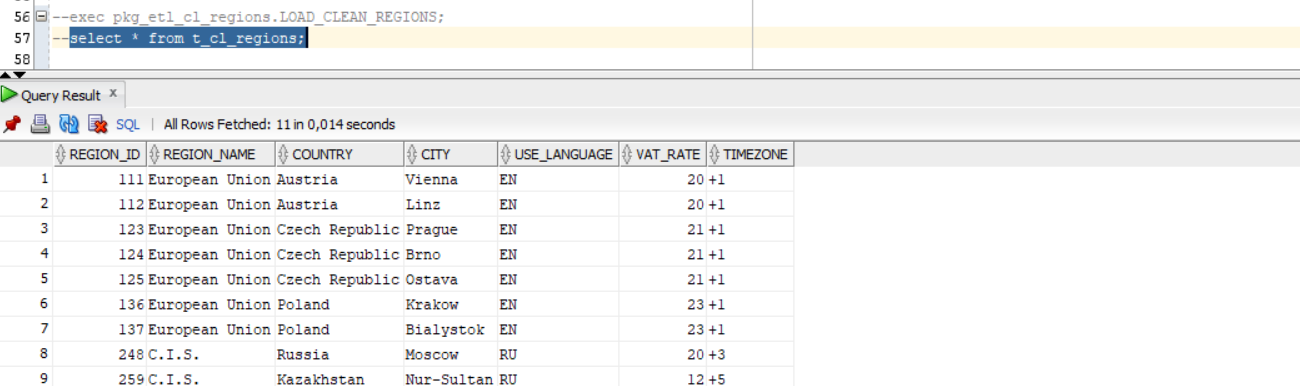 56 --exec pkg_etl_cl_regions.LOAD_CLEAN_REGIONS;
57 --select * from t_cl_regions;
58
Query Result x
SQL | All Rows Fetched: 11 in 0,014 seconds
REGION_ID REGION_NAME COUNTRY CITY USE_LANGUAGE VAT_RATE TIMEZONE
1 111 European Union Austria Vienna EN 20 +1
2 112 European Union Austria Linz EN 20 +1
3 123 European Union Czech Republic Prague EN 21 +1
4 124 European Union Czech Republic Brno EN 21 +1
5 125 European Union Czech Republic Ostava EN 21 +1
6 136 European Union Poland Krakow EN 23 +1
7 137 European Union Poland Bialystok EN 23 +1
8 248 C.I.S. Russia Moscow RU 20 +3
9 259 C.I.S. Kazakhstan Nur-Sultan RU 12 +5